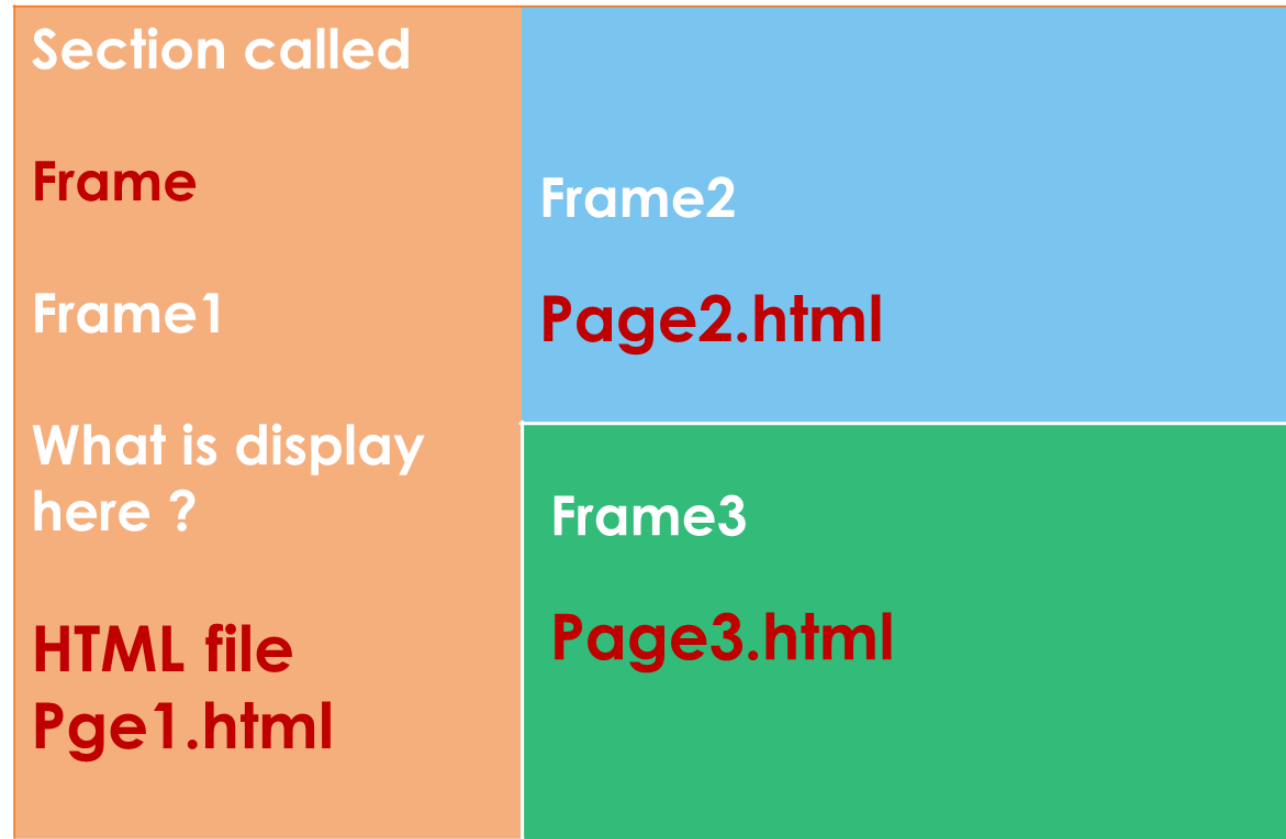 Section called
Frame
Frame1
What is display
here ?
HTML file
Pge1.html
Frame2
Page2.html
Frame3
Page3.html